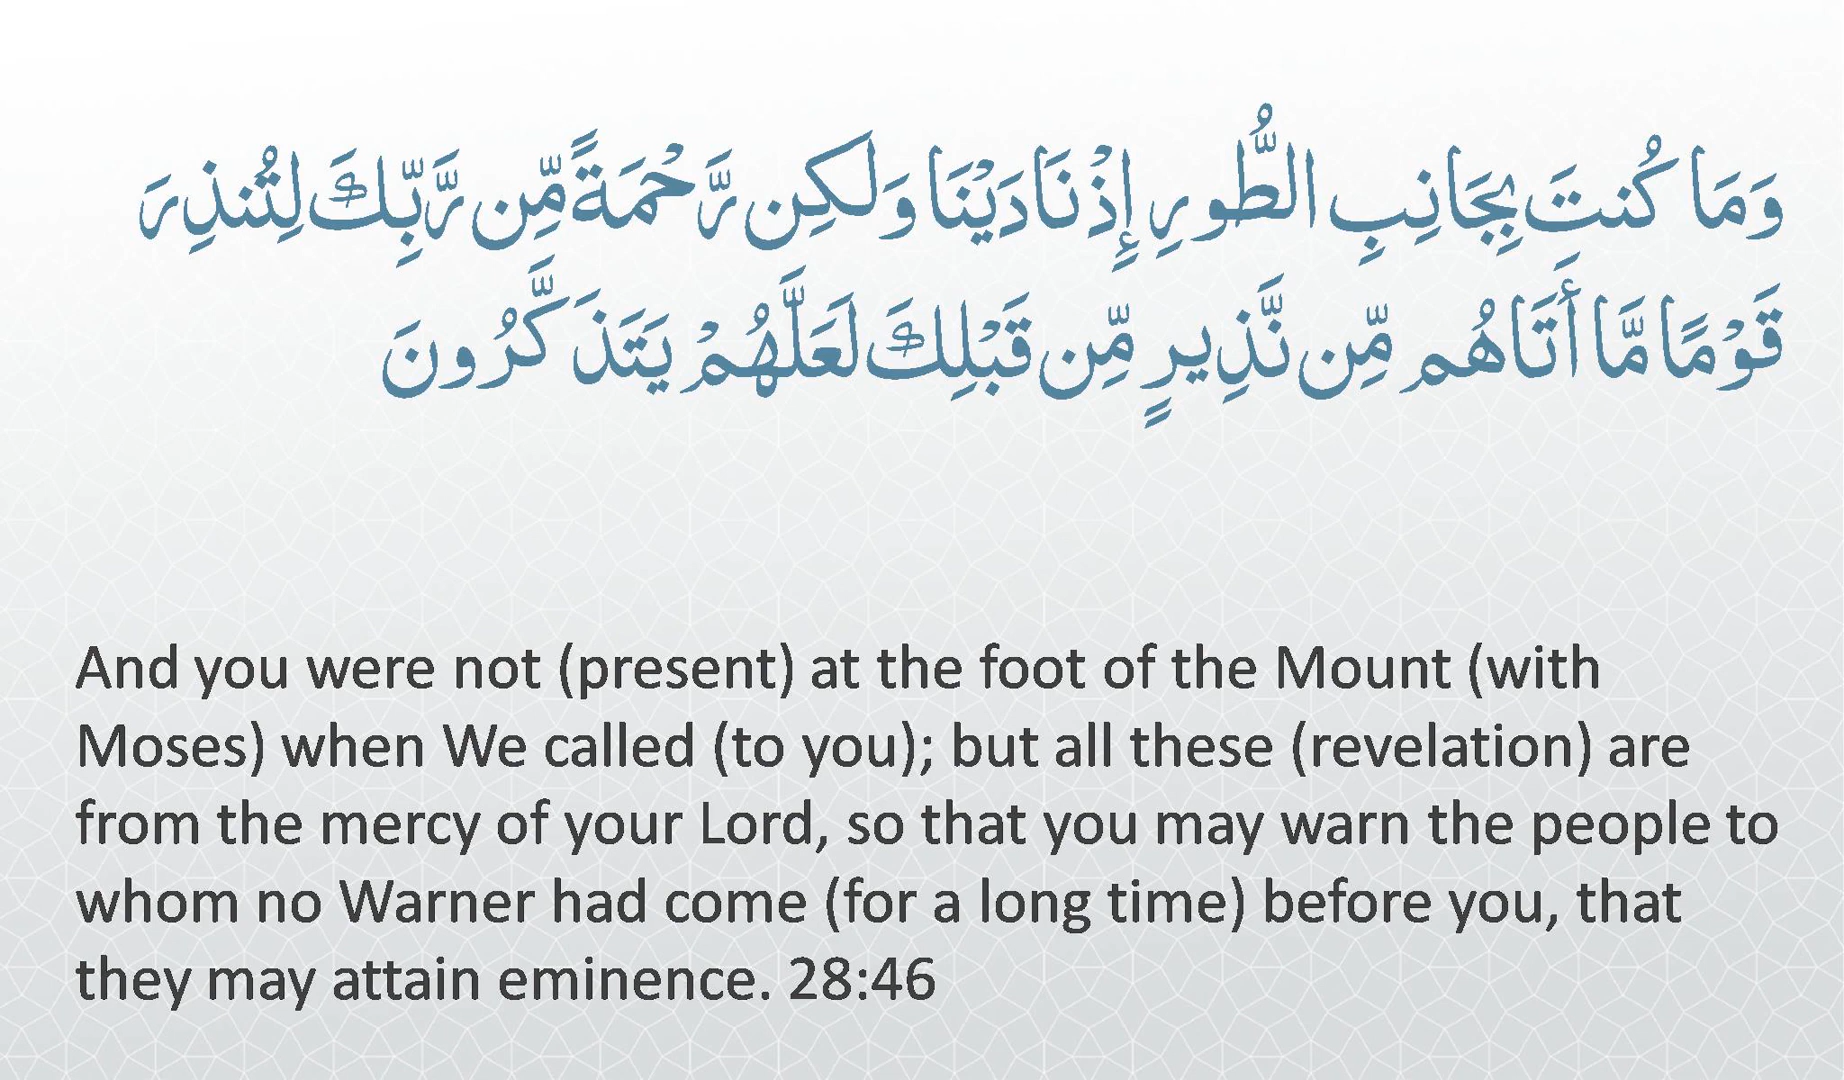 وَمَا كُنتَ بِجَانِبِ الطُّورِ إِذْ نَادَيْنَا وَلَكِن رَّحْمَةً مِّن رَّبِّكَ لِتُنذِرَ
قَوْمًا مَّا أَتَاهُم مِّن نَّذِيرٍ مِّن قَبْلِكَ لَعَلَّهُمْ يَتَذَكَّرُونَ
And you were not (present) at the foot of the Mount (with
Moses) when We called (to you); but all these (revelation) are
from the mercy of your Lord, so that you may warn the people to
whom no Warner had come (for a long time) before you, that
they may attain eminence. 28:46